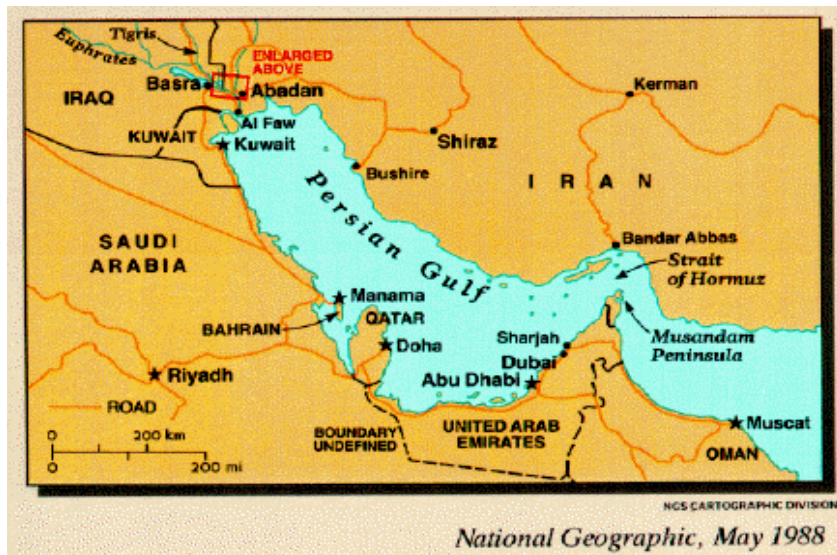 Tigris
Euphrates
ENLARGED
ABOVE
Basra
Abadan
IRAQ
Al Faw
KUWAIT
Kuwait
Kerman
Shiraz
Bushire
IRAN
Persian Gulf
SAUDI
ARABIA
Bandar Abbas
Strait
of Hormuz
Manama
BAHRAIN
QATAR
Doha
Sharjah
Dubai
Abu Dhabi
Musandam
Peninsula
Riyadh
ROAD
0 200 km
0 200 mi
BOUNDARY
UNDEFINED
UNITED ARAB
EMIRATES
Muscat
OMAN
NGS CARTOGRAPHIC DIVISION
National Geographic, May 1988